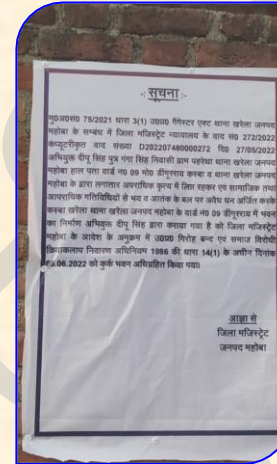 -: सूचना :-
मु0अ0सं0 75/2021 धारा 3(1) उ0प्र0 गैंगेस्टर एक्ट थाना खरेला जनपद
महोबा के सम्बंध में जिला मजिस्ट्रेट न्यायालय के वाद सं0 272/2022
कम्प्यूटरीकृत वाद संख्या D202207480000272 दि0 27/05/2022
अभियुक्त दीपू सिंह पुत्र गंगा सिंह निवासी ग्राम पहरेथा थाना खरेला जनपद
महोबा हाल पता वार्ड नं0 09 मो0 डीगुरराय कस्बा व थाना खरेला जनपद
महोबा के द्वारा लगातार अपराधिक कृत्य में लिप्त रहकर एवं सामाजिक तथा
आपराधिक गतिविधियों से भय व आतंक के बल पर अवैध धन अर्जित करके
कस्बा खरेला थाना खरेला जनपद महोबा के वार्ड नं0 09 डीगुरराय में भवन
का निर्माण अभियुक्त दीपू सिंह द्वारा कराया गया है को जिला मजिस्ट्रेट
महोबा के आदेश के अनुक्रम में उ0प्र0 गिरोह बन्द एवं समाज विरोधी
क्रियाकलाप निवारण अधिनियम 1986 की धारा 14(1) के अधीन दिनांक
.06.2022 को कुर्क भवन अधिग्रहित किया गया।
आज्ञा से
जिला मजिस्ट्रेट
जनपद महोबा